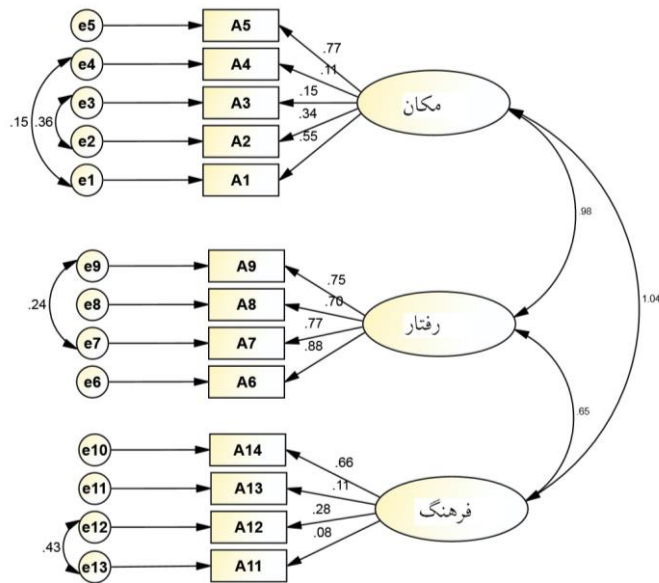 e5 A5 .77
e4 A4 .11
e3 A3 .15 مکان
.15 .36 .34
e2 A2 .55
e1 A1
.98
e9 A9 .75
e8 A8 .70
.24 1.04
e7 A7 .77 رفتار
.88
e6 A6
.65
e10 A14 .66
e11 A13 .11
e12 A12 .28 فرهنگ
.43 .08
e13 A11